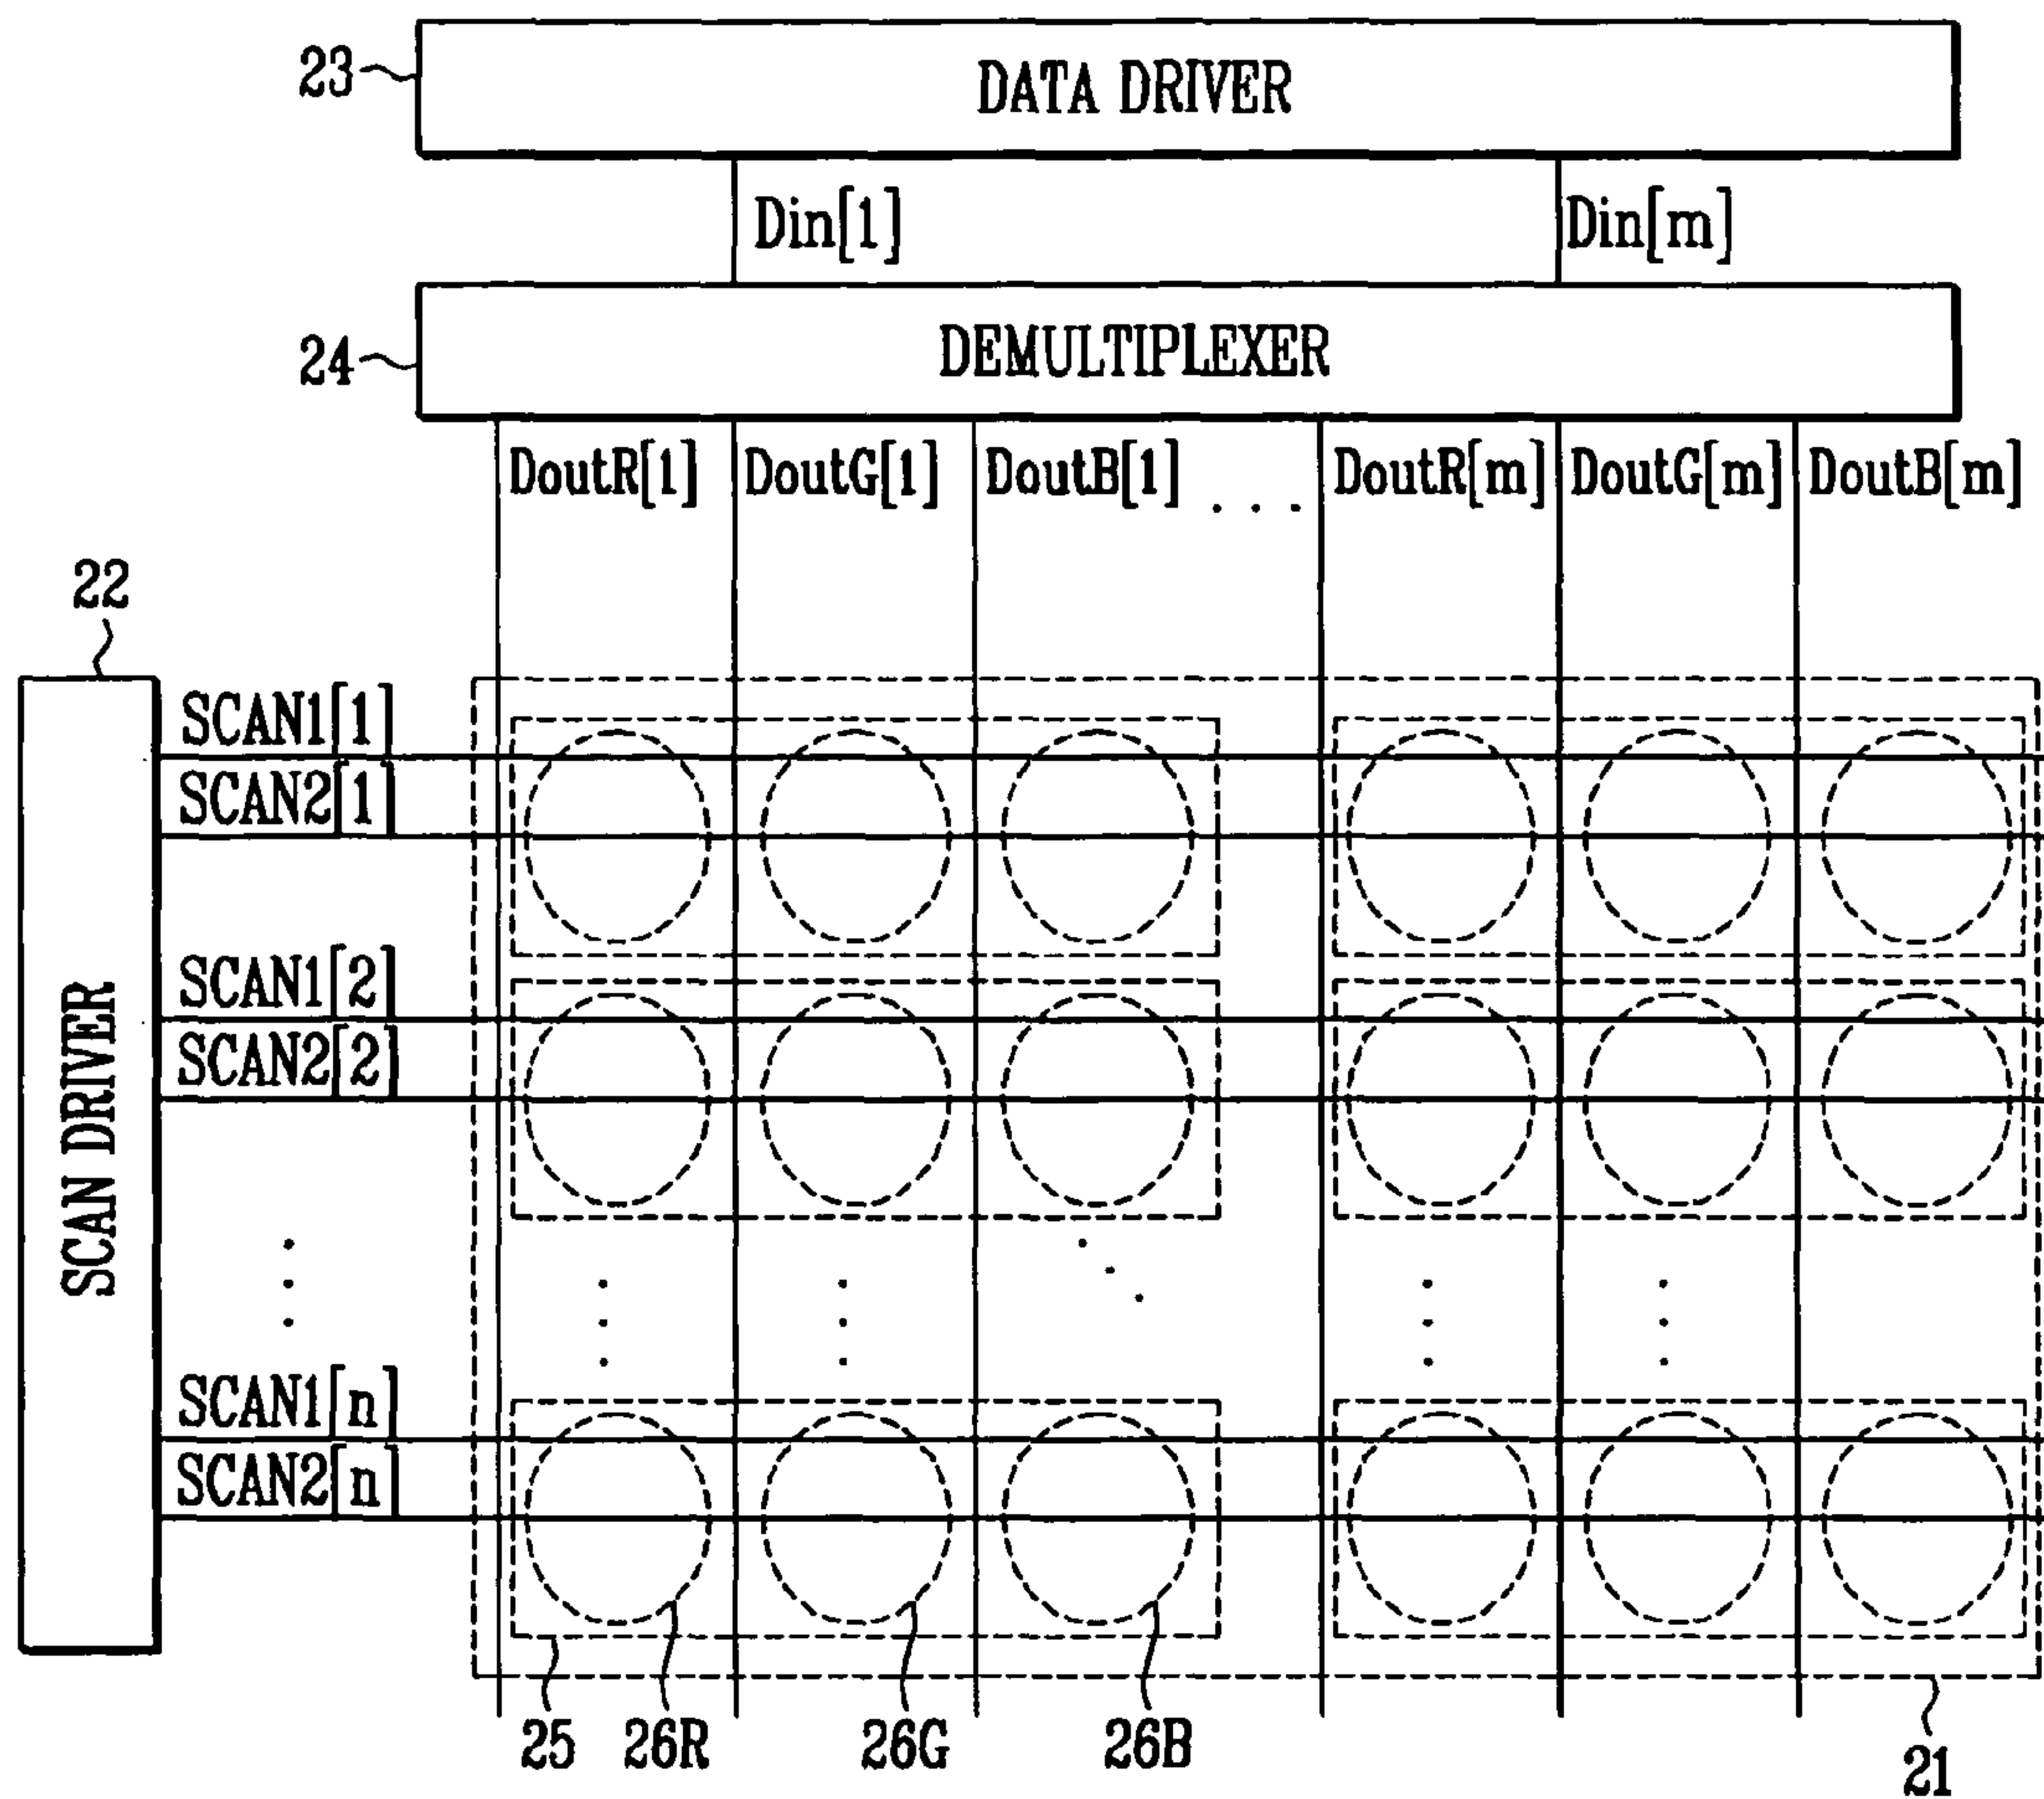 23
DATA DRIVER
Din[1] Din[m]
24
DEMULTIPLEXER
DoutR[1] DoutG[1] DoutB[1] . . . DoutR[m] DoutG[m] DoutB[m]
22
SCAN DRIVER
SCAN1[1]
SCAN2[1]
SCAN1[2]
SCAN2[2]
SCAN1[n]
SCAN2[n]
25 26R 26G 26B 21